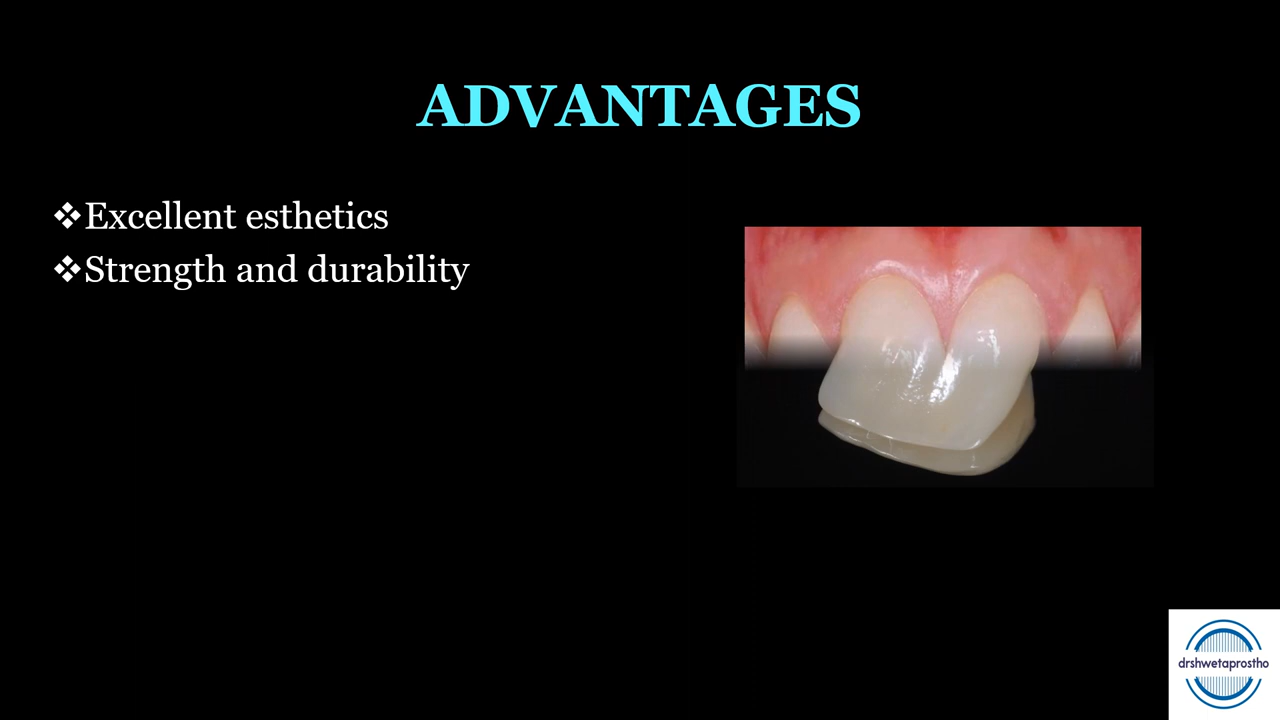 ADVANTAGES
❖Excellent esthetics
❖Strength and durability
drshwetaprostho